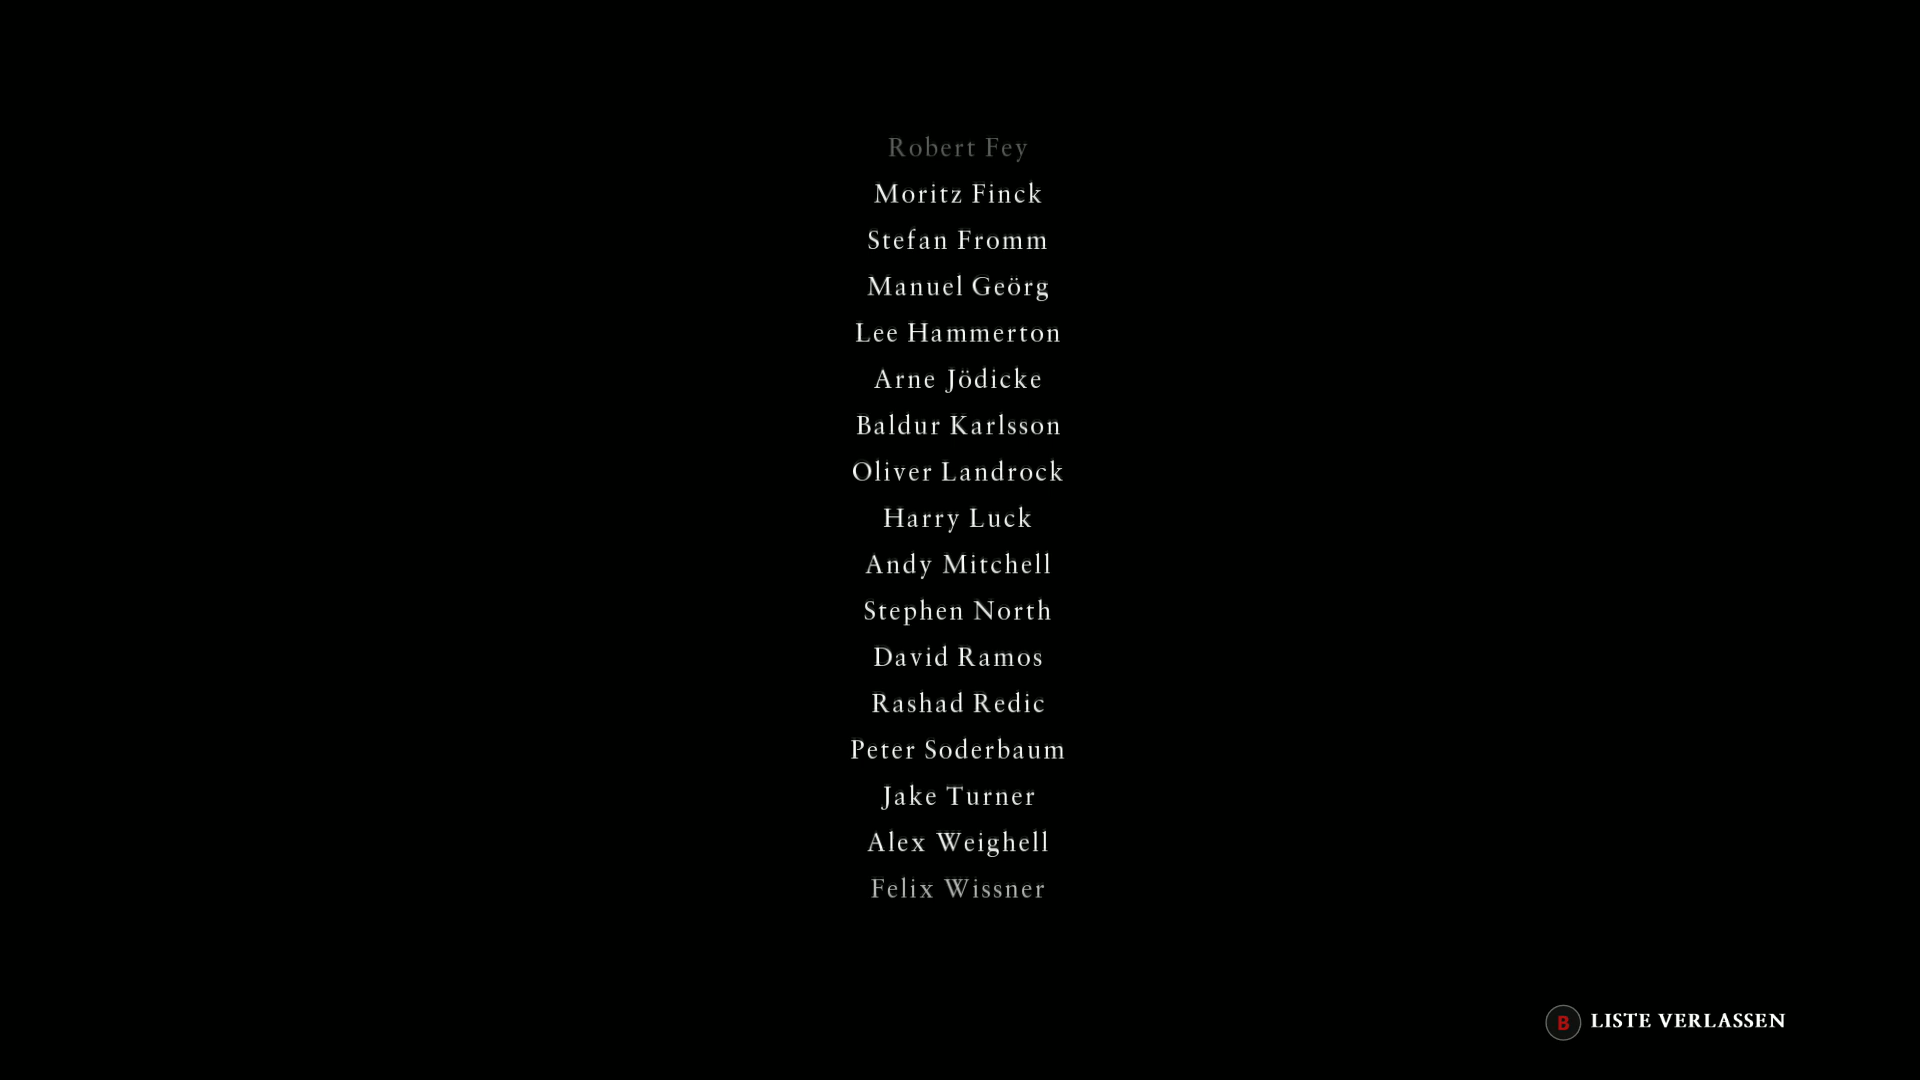 Robert Fey
Moritz Finck
Stefan Fromm
Manuel Geörg
Lee Hammerton
Arne Jödicke
Baldur Karlsson
Oliver Landrock
Harry Luck
Andy Mitchell
Stephen North
David Ramos
Rashad Redic
Peter Soderbaum
Jake Turner
Alex Weighell
Felix Wissner
B LISTE VERLASSEN